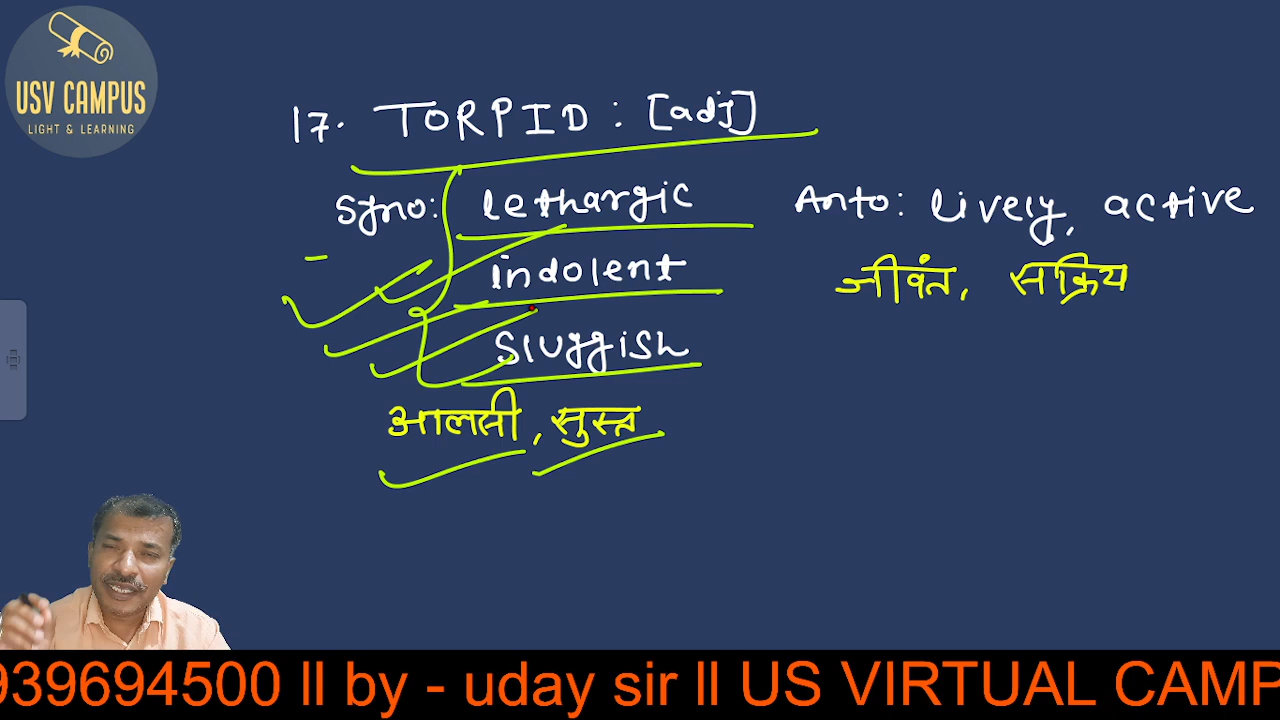 USV CAMPUS
LIGHT & LEARNING
17. TORPID : [adj]
Syno: lethargic
Anto: lively, active
indolent
जीवंत, सक्रिय
sluggish
आलसी, सुस्त
939694500 ll by - uday sir ll US VIRTUAL CAMP